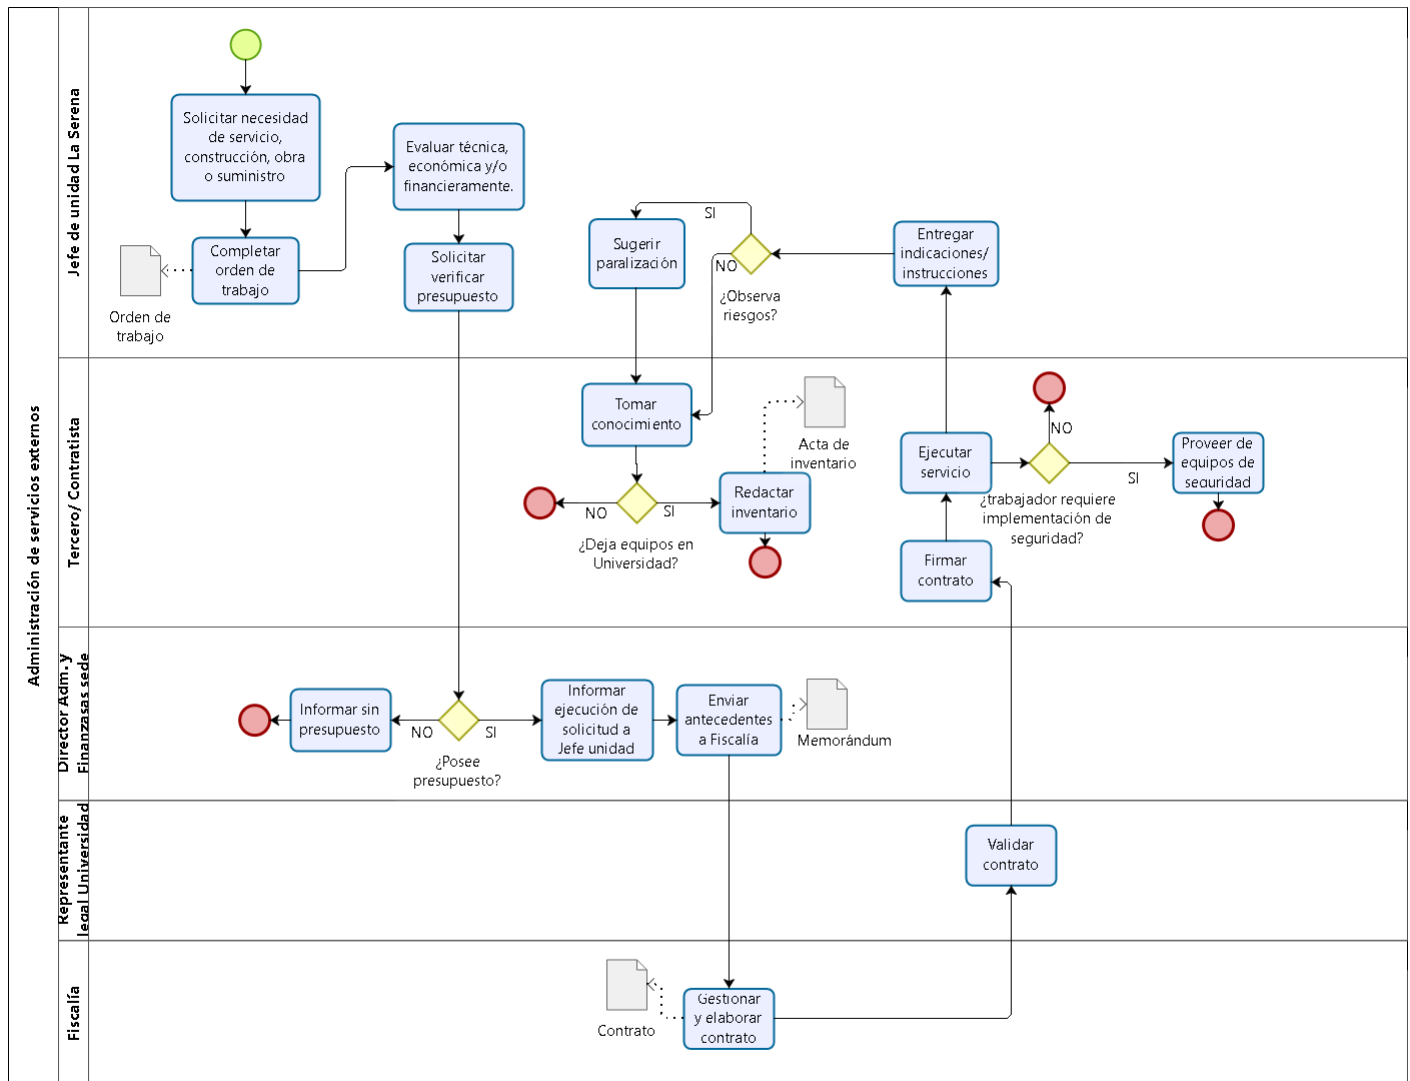 Administración de servicios externos
Jefe de unidad La Serena
Solicitar necesidad
de servicio,
construcción, obra
o suministro
Completar
orden de
trabajo
Orden de
trabajo
Evaluar técnica,
económica y/o
financieramente.
Solicitar
verificar
presupuesto
Sugerir
paralización
SI
NO
¿Observa
riesgos?
Entregar
indicaciones/
instrucciones
Tercero/ Contratista
Tomar
conocimiento
NO
SI
¿Deja equipos en
Universidad?
Redactar
inventario
Acta de
inventario
Ejecutar
servicio
NO
SI
¿trabajador requiere
implementación de
seguridad?
Proveer de
equipos de
seguridad
Firmar
contrato
Director Adm. y
Finanzasas sede
Informar sin
presupuesto
NO
SI
¿Posee
presupuesto?
Informar
ejecución de
solicitud a
Jefe unidad
Enviar
antecedentes
a Fiscalía
Memorándum
Representante
legal Universidad
Validar
contrato
Fiscalía
Contrato
Gestionar
y elaborar
contrato